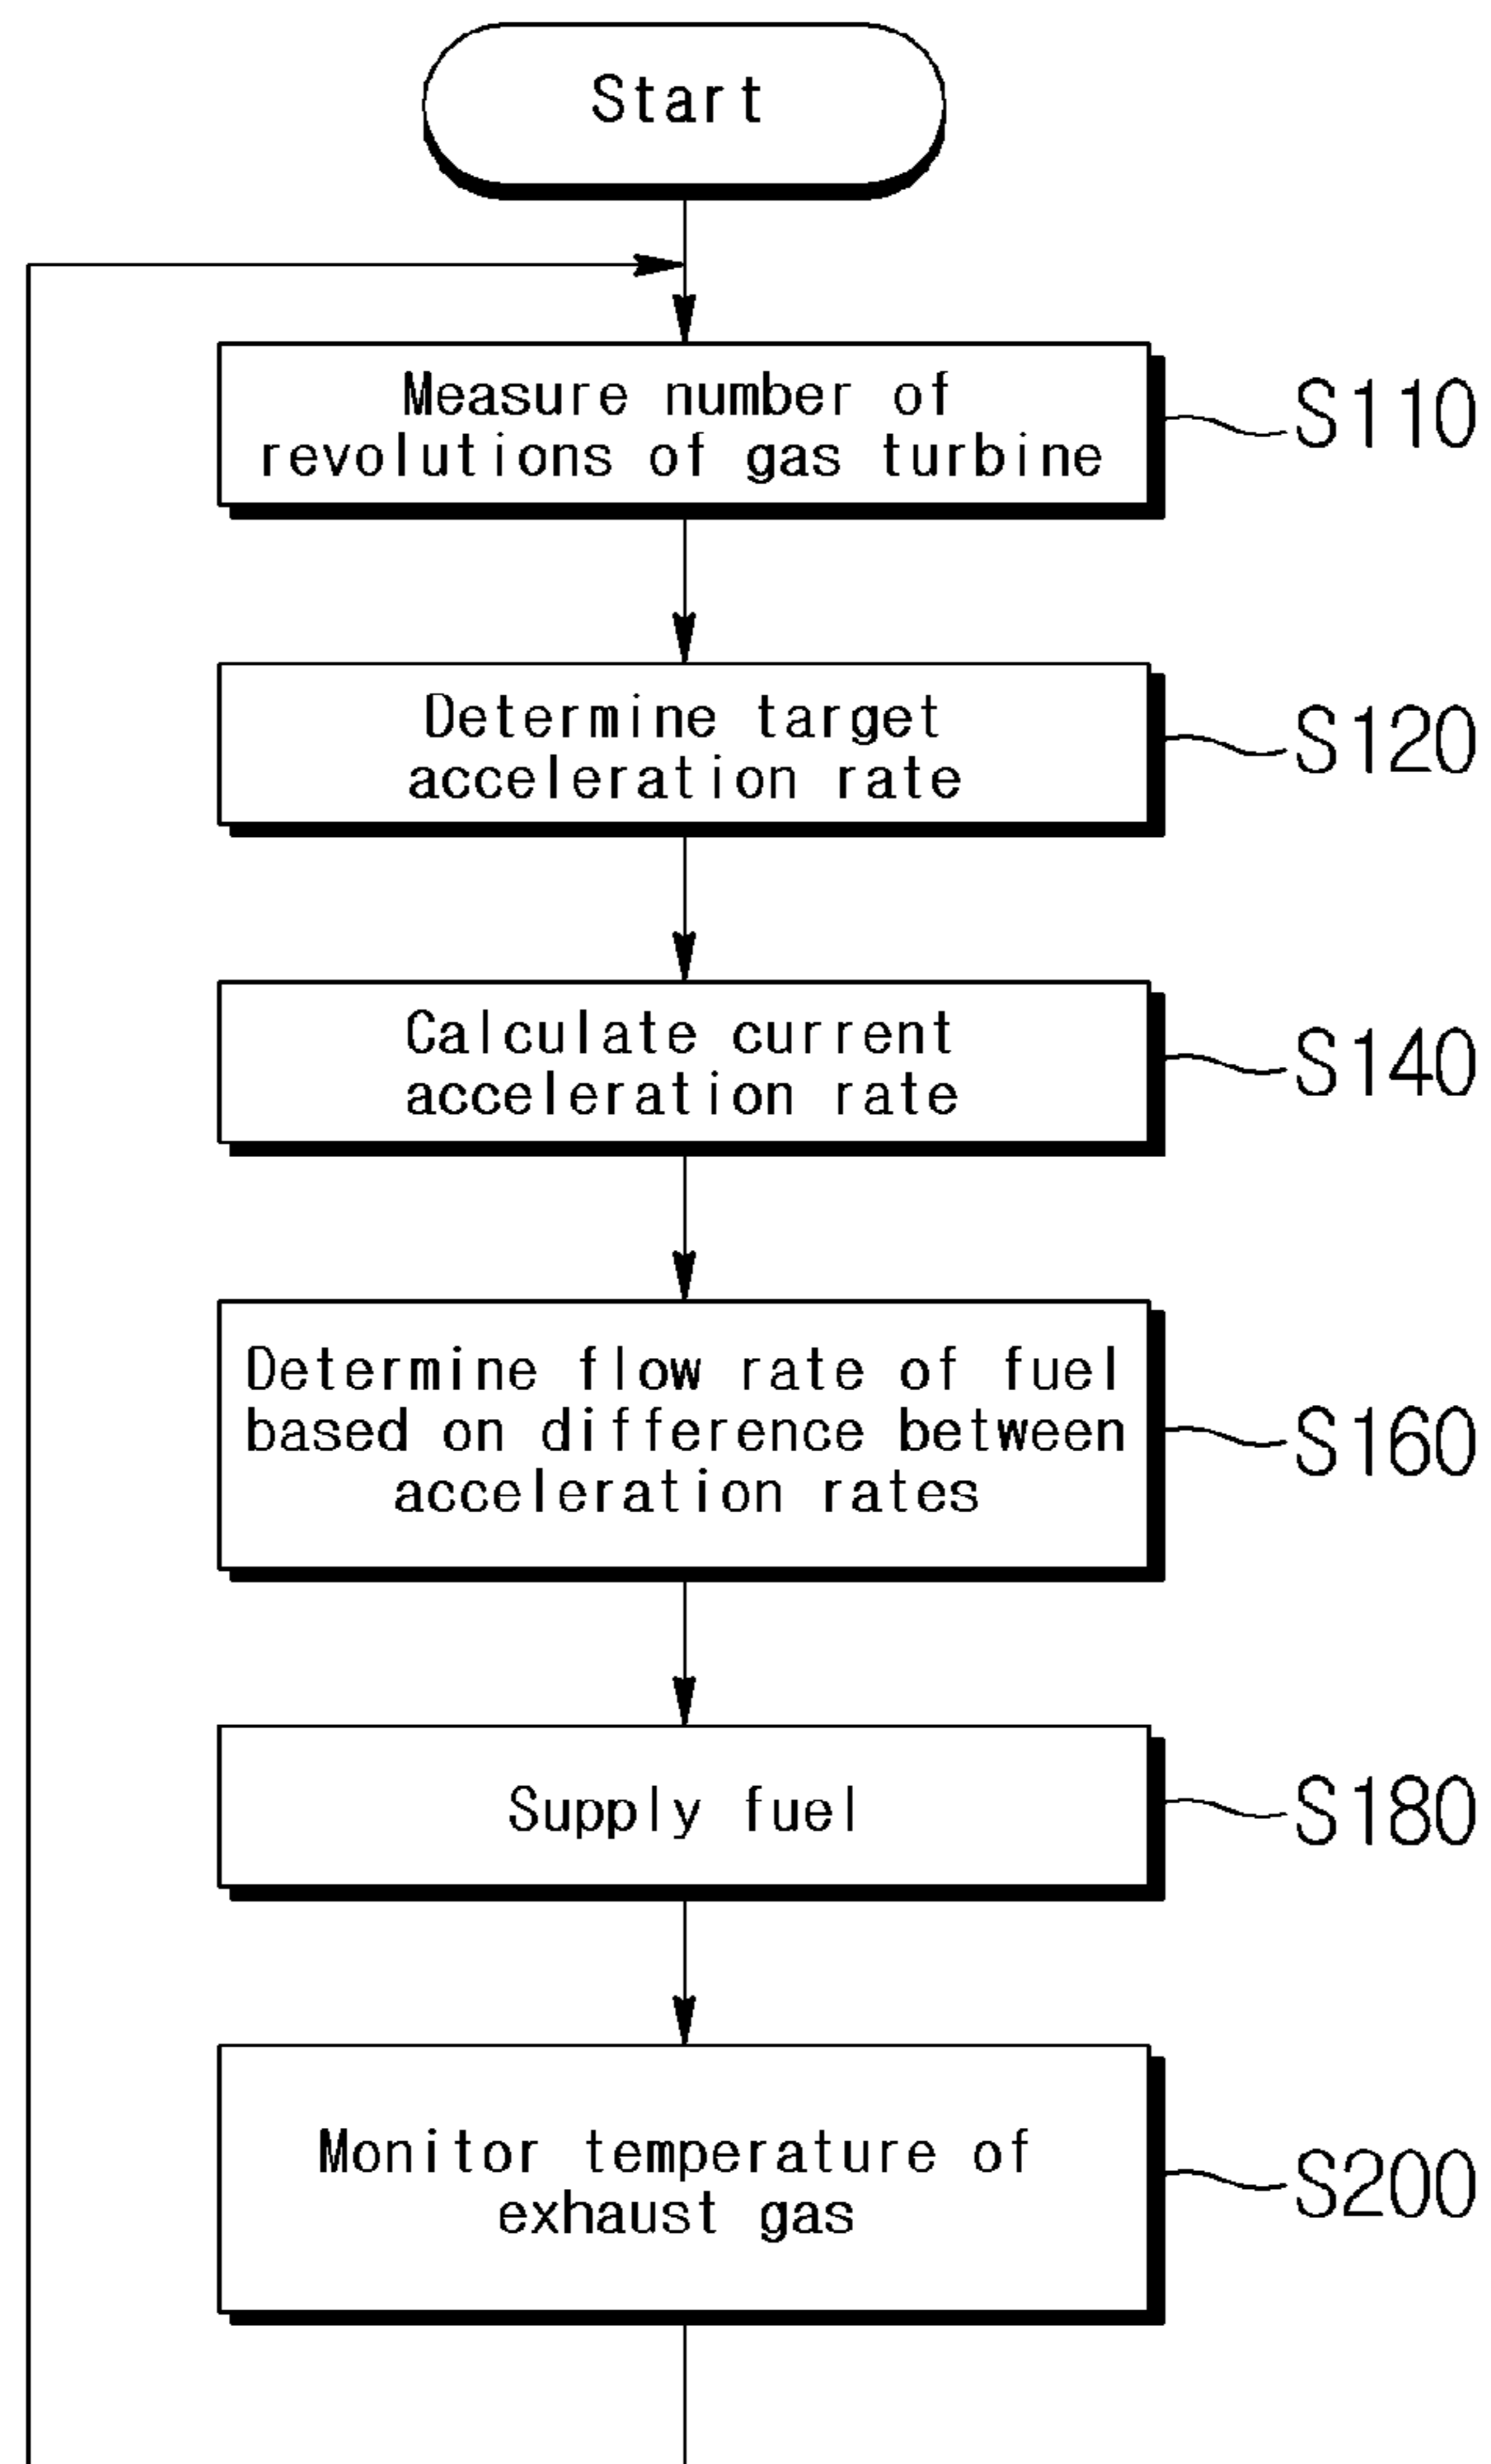 Start
Measure number of
revolutions of gas turbine
S110
Determine target
acceleration rate
S120
Calculate current
acceleration rate
S140
Determine flow rate of fuel
based on difference between
acceleration rates
S160
Supply fuel
S180
Monitor temperature of
exhaust gas
S200